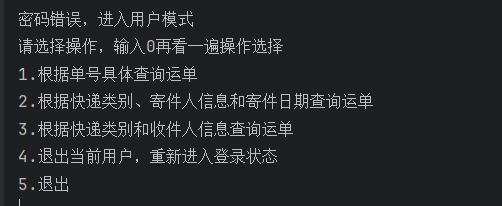 密码错误，进入用户模式
请选择操作，输入0再看一遍操作选择
1.根据单号具体查询运单
2.根据快递类别、寄件人信息和寄件日期查询运单
3.根据快递类别和收件人信息查询运单
4.退出当前用户，重新进入登录状态
5.退出